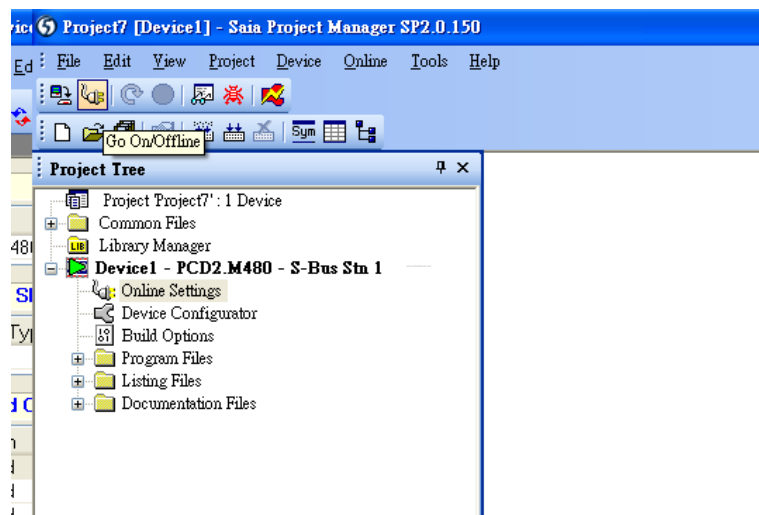 Project7 [Device1] - Saia Project Manager SP2.0.150
Ed File Edit View Project Device Online Tools Help
Sym
Go On/Offline
Project Tree
Project 'Project7': 1 Device
Common Files
LIB Library Manager
Device1 - PCD2.M480 - S-Bus Stn 1
Online Settings
Device Configurator
Build Options
Program Files
Listing Files
Documentation Files